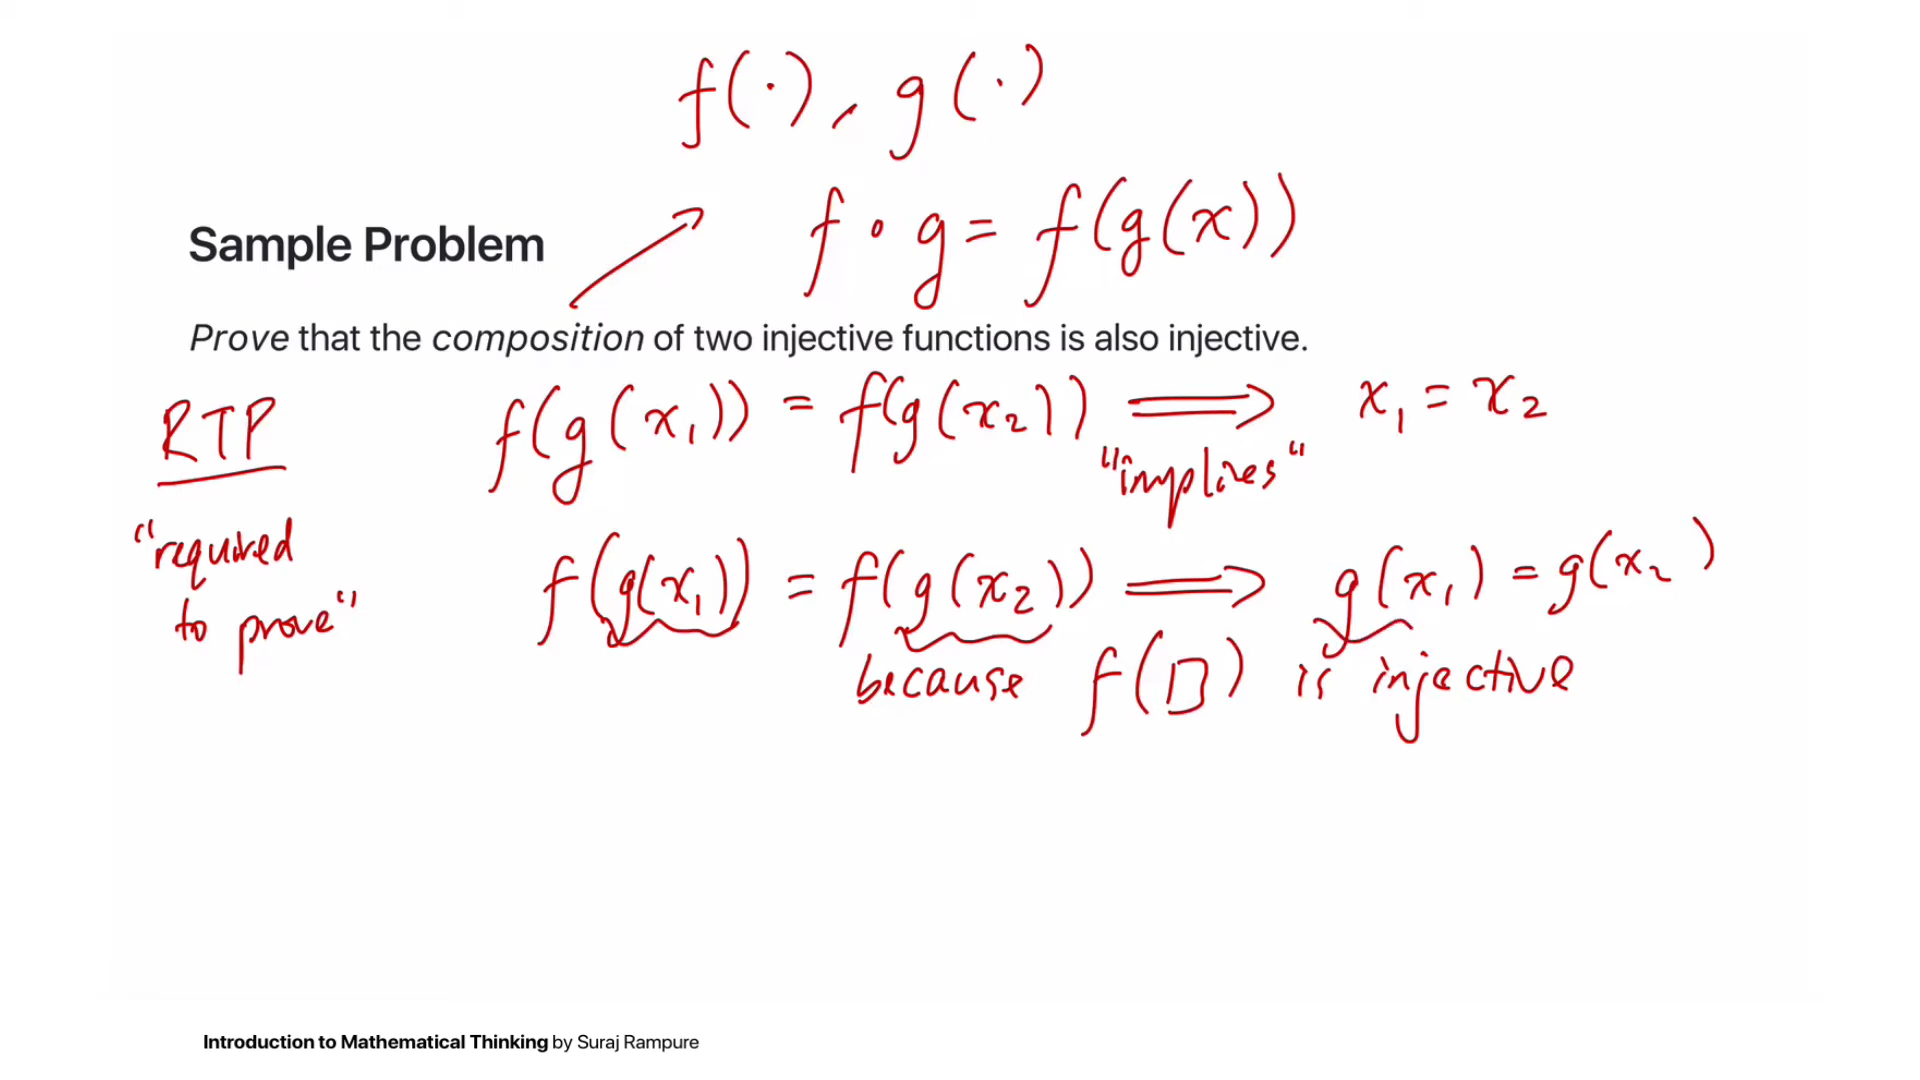 f(·), g(·)
f ∘ g = f(g(x))
Sample Problem
Prove that the composition of two injective functions is also injective.
RTP
"required
to prove"
f(g(x₁)) = f(g(x₂)) ⟹ x₁ = x₂
"implies"
f(g(x₁)) = f(g(x₂)) ⟹ g(x₁) = g(x₂)
because f(□) is injective
Introduction to Mathematical Thinking by Suraj Rampure